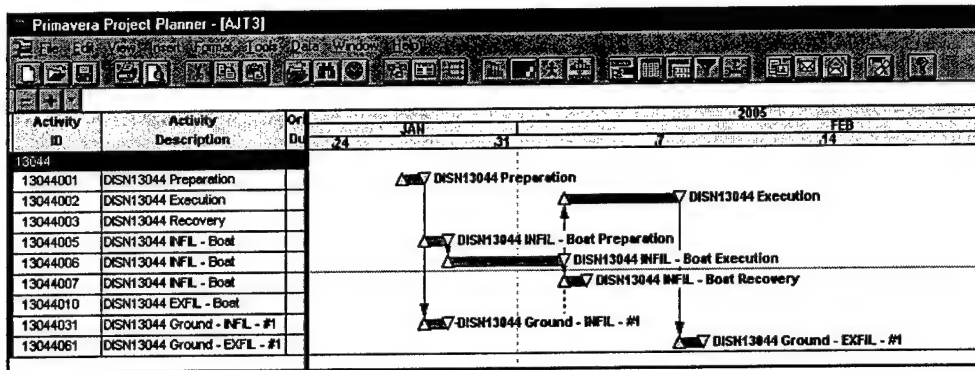 Primavera Project Planner - [AJT3]
File Edit View Insert Format Tools Data Window Help
Activity ID Activity Description Ori Du
2005
JAN FEB
24 31 7 14
13044
13044001 DISN13044 Preparation DISN13044 Preparation
13044002 DISN13044 Execution DISN13044 Execution
13044003 DISN13044 Recovery
13044005 DISN13044 INFIL - Boat DISN13044 INFIL - Boat Preparation
13044006 DISN13044 INFIL - Boat DISN13044 INFIL - Boat Execution
13044007 DISN13044 INFIL - Boat DISN13044 INFIL - Boat Recovery
13044010 DISN13044 EXFIL - Boat
13044031 DISN13044 Ground - INFIL - #1 DISN13044 Ground - INFIL - #1
13044061 DISN13044 Ground - EXFIL - #1 DISN13044 Ground - EXFIL - #1